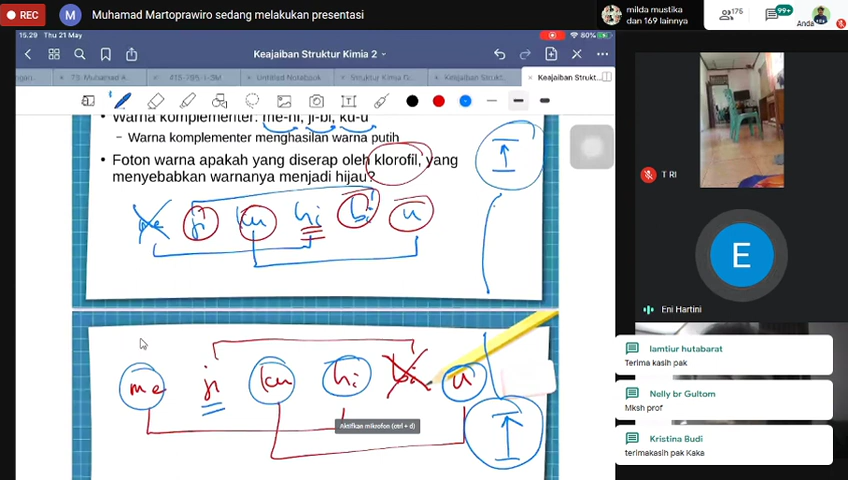 REC
M
Muhamad Martoprawiro sedang melakukan presentasi
milda mustika
dan 169 lainnya
175
99+
Anda
15.29 Thu 21 May
80%
Keajaiban Struktur Kimia 2
Untitled Notebook
Keajaiban Strukt...
Warna komplementer: me-hi, ji-bi, ku-u
– Warna komplementer menghasilan warna putih
• Foton warna apakah yang diserap oleh klorofil, yang
menyebabkan warnanya menjadi hijau?
me ji ku hi bi u
me ji ku hi bi u
Aktifkan mikrofon (ctrl + d)
T RI
E
Eni Hartini
lamtiur hutabarat
Terima kasih pak
Nelly br Gultom
Mksh prof
Kristina Budi
terimakasih pak Kaka